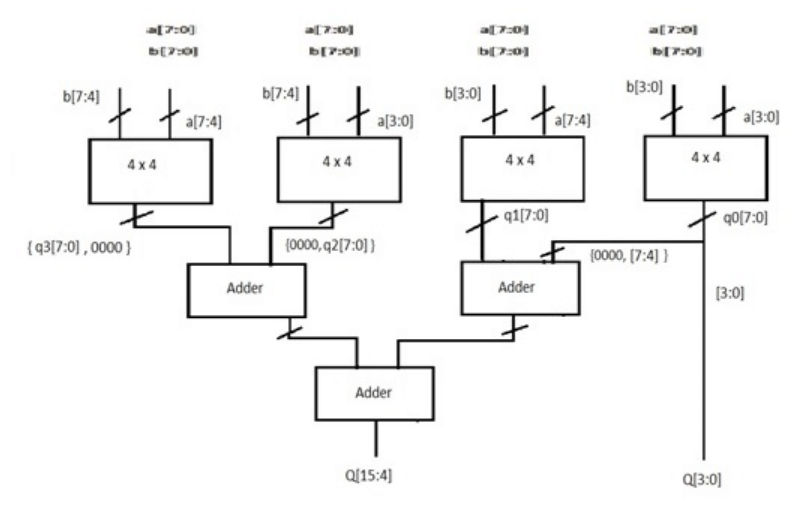 a[7:0] a[7:0] a[7:0] a[7:0]
b[7:0] b[7:0] b[7:0] b[7:0]
b[7:4] a[7:4] b[7:4] a[3:0] b[3:0] a[7:4] b[3:0] a[3:0]
4 x 4 4 x 4 4 x 4 4 x 4
{ q3[7:0] , 0000 } {0000,q2[7:0] } q1[7:0] q0[7:0]
{0000, [7:4] }
Adder Adder [3:0]
Adder
Q[15:4] Q[3:0]